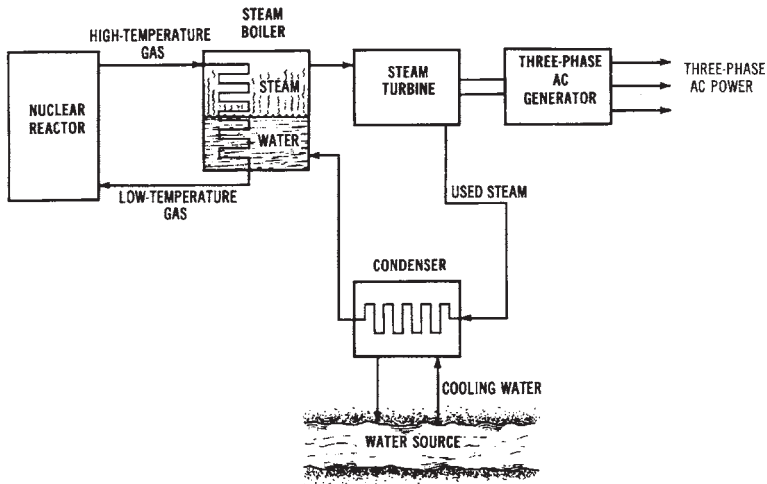 STEAM
BOILER
HIGH-TEMPERATURE
GAS
NUCLEAR
REACTOR
STEAM
WATER
STEAM
TURBINE
THREE-PHASE
AC
GENERATOR
THREE-PHASE
AC POWER
LOW-TEMPERATURE
GAS
USED STEAM
CONDENSER
COOLING WATER
WATER SOURCE